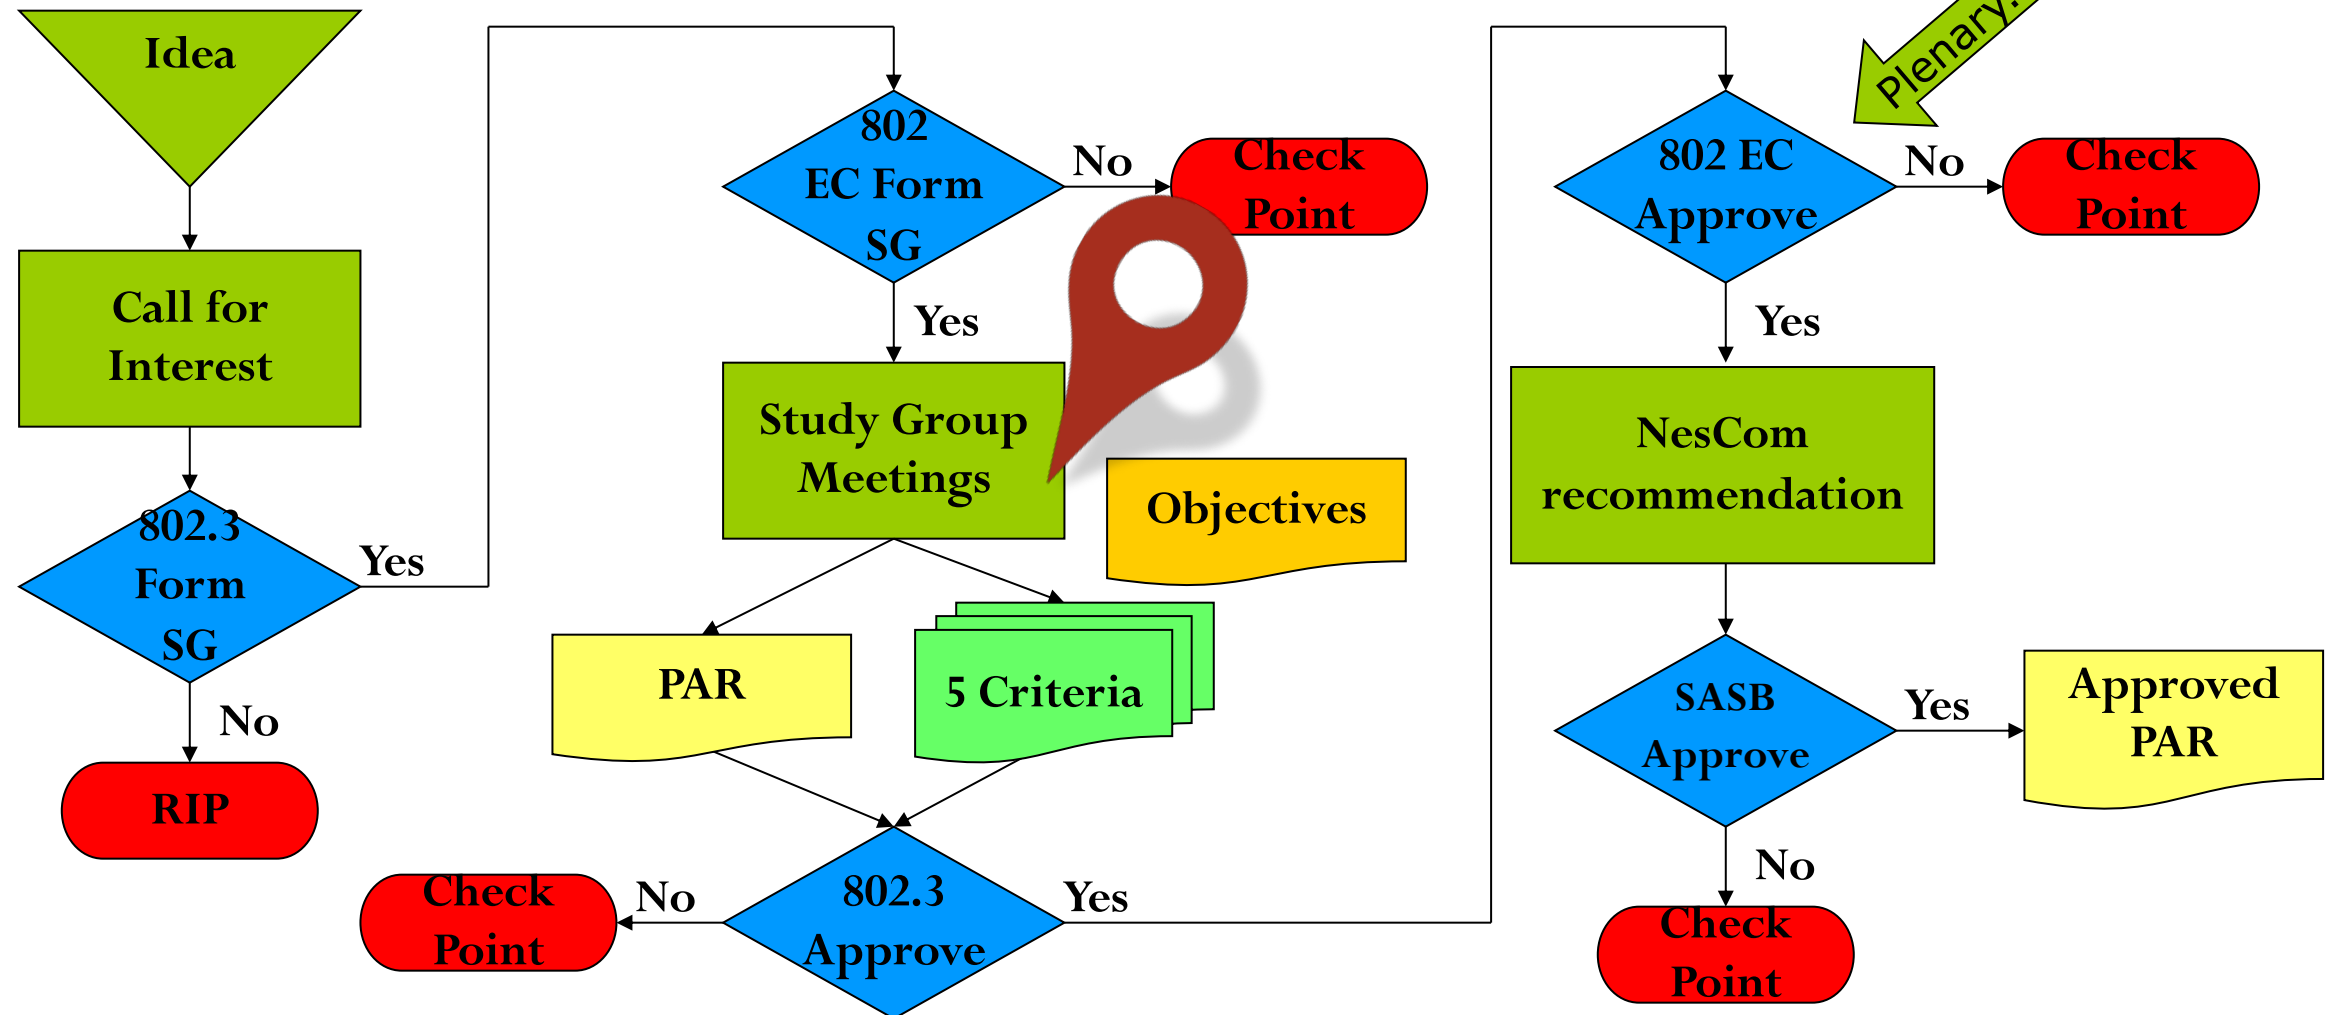 Idea
Call for
Interest
802.3
Form
SG
Yes
No
RIP
802
EC Form
SG
No
Check
Point
Yes
Study Group
Meetings
Objectives
PAR
5 Criteria
802.3
Approve
No
Check
Point
Yes
Plenary.
802 EC
Approve
No
Check
Point
Yes
NesCom
recommendation
SASB
Approve
Yes
Approved
PAR
No
Check
Point